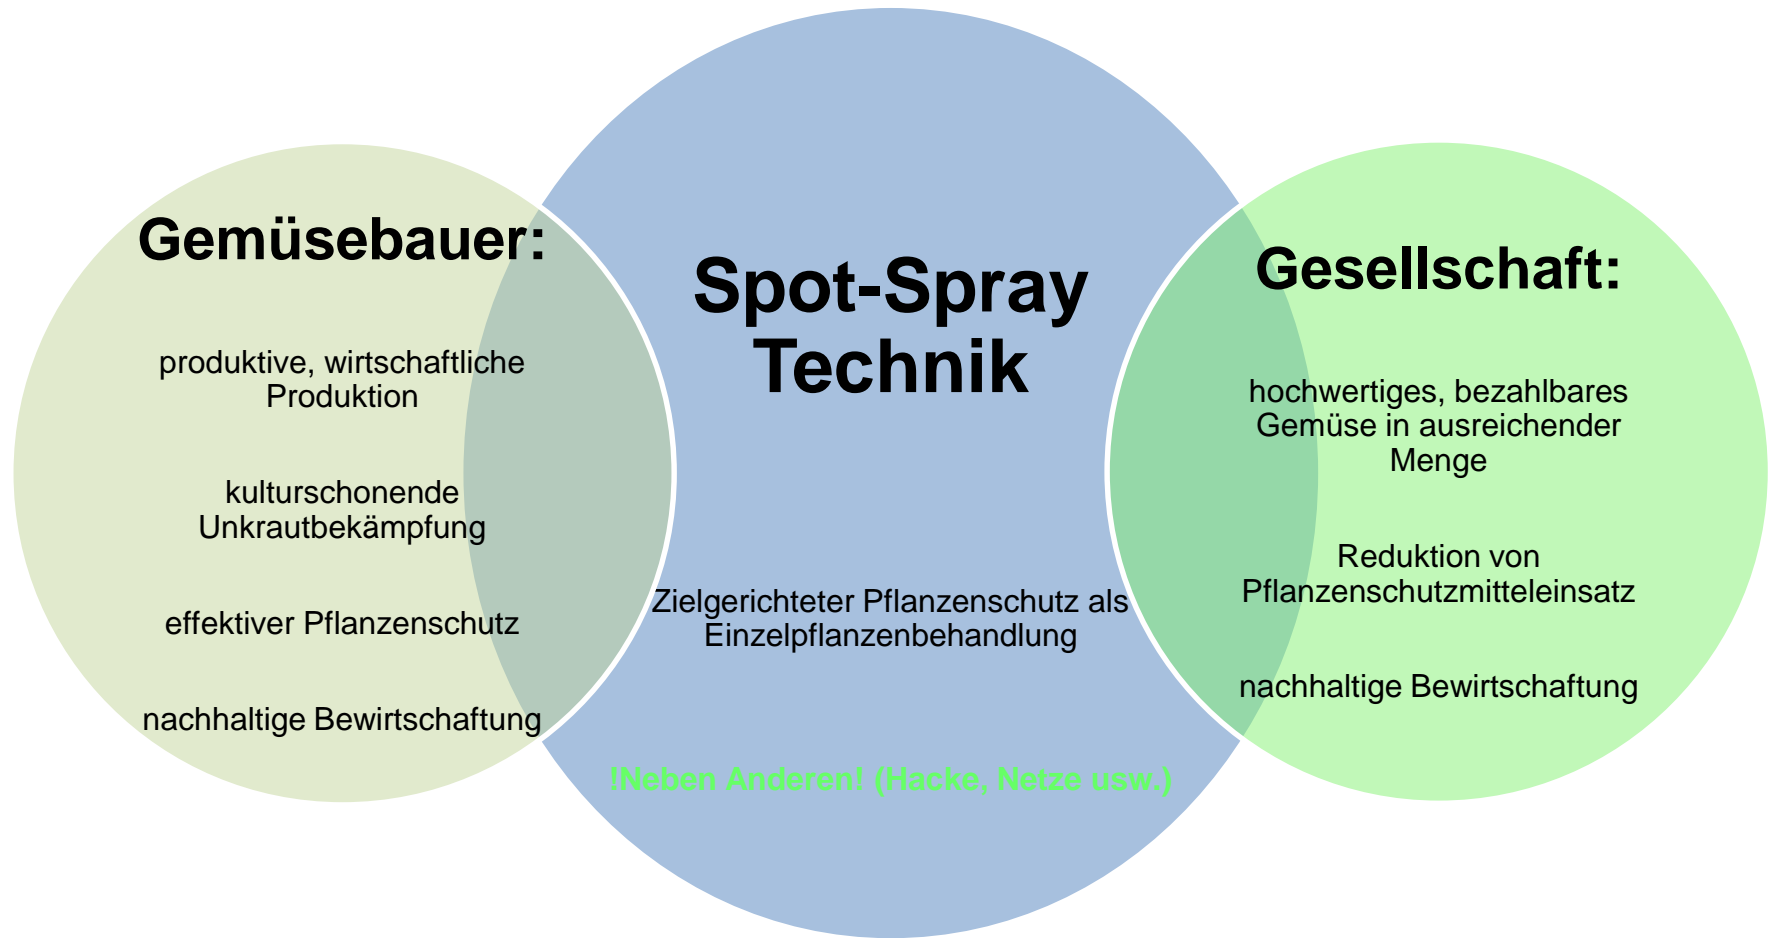 Gemüsebauer:
produktive, wirtschaftliche
Produktion
kulturschonende
Unkrautbekämpfung
effektiver Pflanzenschutz
nachhaltige Bewirtschaftung
Spot-Spray
Technik
Zielgerichteter Pflanzenschutz als
Einzelpflanzenbehandlung
!Neben Anderen! (Hacke, Netze usw.)
Gesellschaft:
hochwertiges, bezahlbares
Gemüse in ausreichender
Menge
Reduktion von
Pflanzenschutzmitteleinsatz
nachhaltige Bewirtschaftung